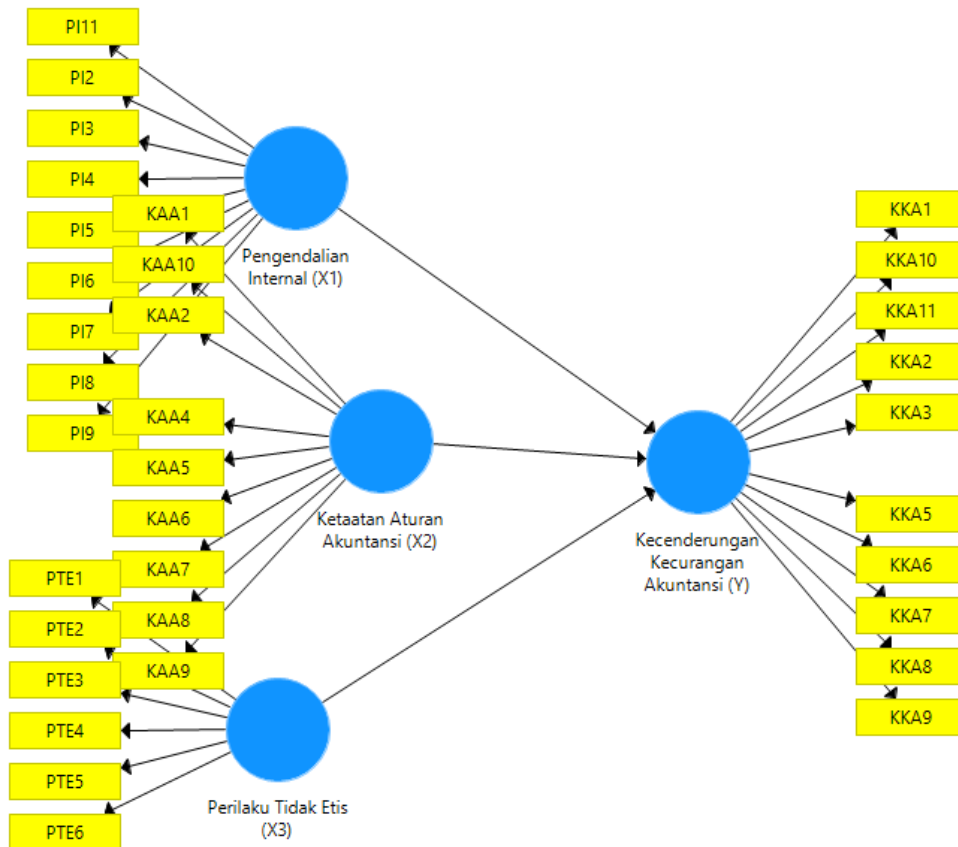 PI11
PI2
PI3
PI4
PI5
PI6
PI7
PI8
PI9
Pengendalian
Internal (X1)
KAA1
KAA10
KAA2
KAA4
KAA5
KAA6
KAA7
KAA8
KAA9
Ketaatan Aturan
Akuntansi (X2)
PTE1
PTE2
PTE3
PTE4
PTE5
PTE6
Perilaku Tidak Etis
(X3)
Kecenderungan
Kecurangan
Akuntansi (Y)
KKA1
KKA10
KKA11
KKA2
KKA3
KKA5
KKA6
KKA7
KKA8
KKA9